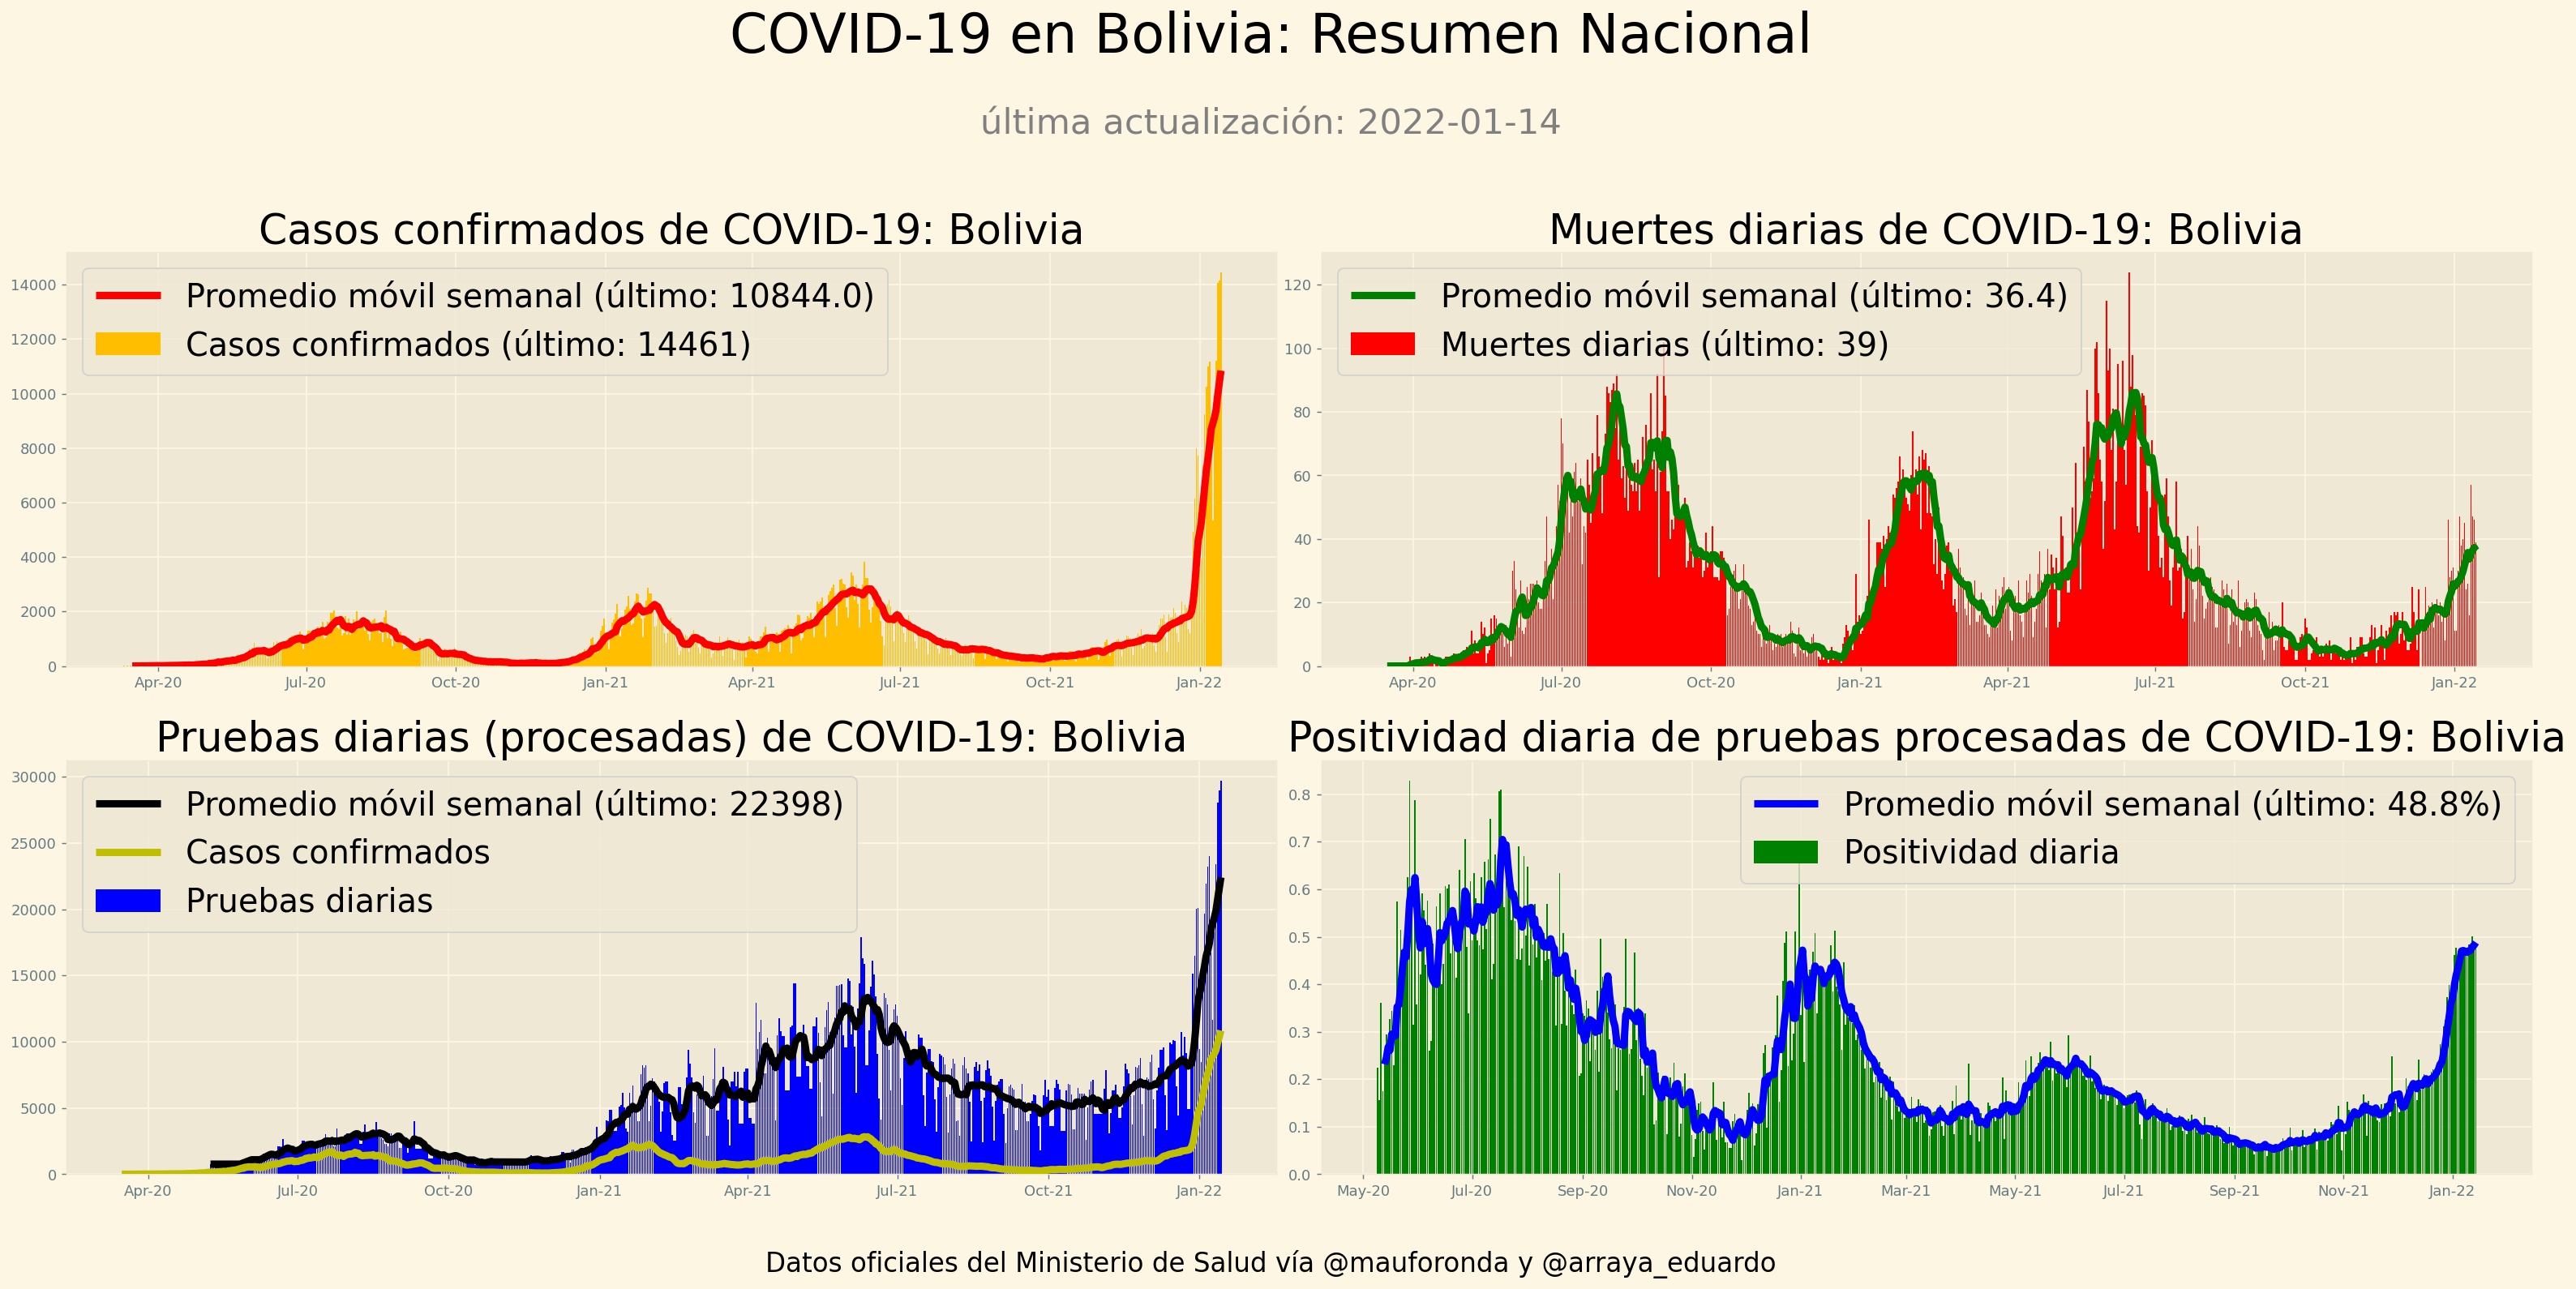 COVID-19 en Bolivia: Resumen Nacional
última actualización: 2022-01-14
Casos confirmados de COVID-19: Bolivia
Promedio móvil semanal (último: 10844.0)
Casos confirmados (último: 14461)
14000
12000
10000
8000
6000
4000
2000
0
Apr-20 Jul-20 Oct-20 Jan-21 Apr-21 Jul-21 Oct-21 Jan-22
Muertes diarias de COVID-19: Bolivia
Promedio móvil semanal (último: 36.4)
Muertes diarias (último: 39)
120
100
80
60
40
20
0
Apr-20 Jul-20 Oct-20 Jan-21 Apr-21 Jul-21 Oct-21 Jan-22
Pruebas diarias (procesadas) de COVID-19: Bolivia
Promedio móvil semanal (último: 22398)
Casos confirmados
Pruebas diarias
30000
25000
20000
15000
10000
5000
0
Apr-20 Jul-20 Oct-20 Jan-21 Apr-21 Jul-21 Oct-21 Jan-22
Positividad diaria de pruebas procesadas de COVID-19: Bolivia
Promedio móvil semanal (último: 48.8%)
Positividad diaria
0.8
0.7
0.6
0.5
0.4
0.3
0.2
0.1
0.0
May-20 Jul-20 Sep-20 Nov-20 Jan-21 Mar-21 May-21 Jul-21 Sep-21 Nov-21 Jan-22
Datos oficiales del Ministerio de Salud vía @mauforonda y @arraya_eduardo